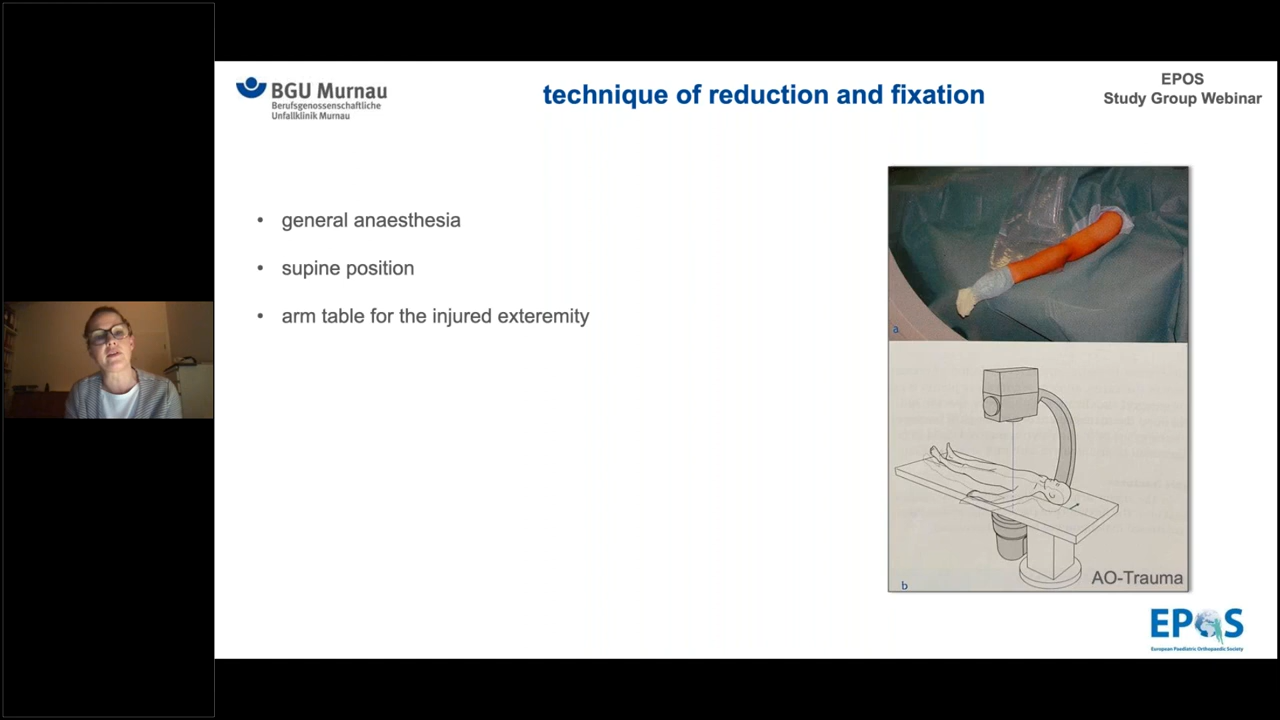 BGU Murnau
Berufsgenossenschaftliche
Unfallklinik Murnau
technique of reduction and fixation
EPOS
Study Group Webinar
• general anaesthesia
• supine position
• arm table for the injured exteremity
a
b
AO-Trauma
EPOS
European Paediatric Orthopaedic Society